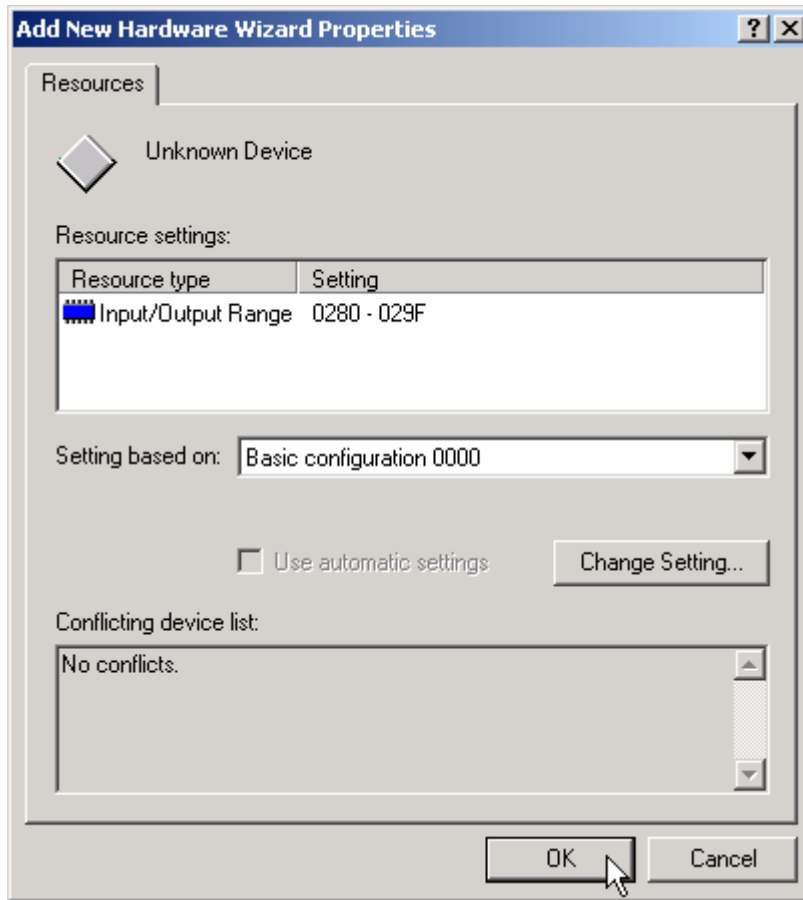 Add New Hardware Wizard Properties
Resources
Unknown Device
Resource settings:
Resource type Setting
Input/Output Range 0280 - 029F
Setting based on: Basic configuration 0000
Use automatic settings Change Setting...
Conflicting device list:
No conflicts.
OK Cancel